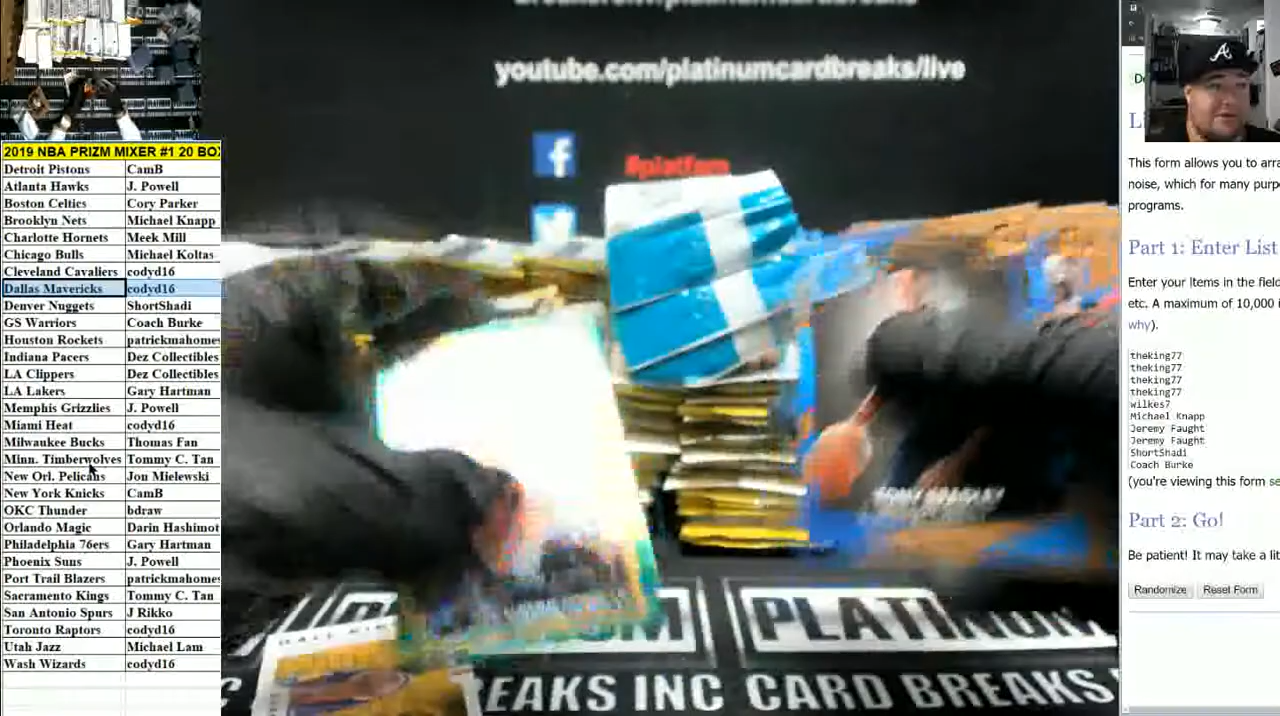 youtube.com/platinumcardbreaks/live
#platfam
2019 NBA PRIZM MIXER #1 20 BO
Detroit Pistons CamB
Atlanta Hawks J. Powell
Boston Celtics Cory Parker
Brooklyn Nets Michael Knapp
Charlotte Hornets Meek Mill
Chicago Bulls Michael Koltas
Cleveland Cavaliers codyd16
Dallas Mavericks codyd16
Denver Nuggets ShortShadi
GS Warriors Coach Burke
Houston Rockets patrickmahomes
Indiana Pacers Dez Collectibles
LA Clippers Dez Collectibles
LA Lakers Gary Hartman
Memphis Grizzlies J. Powell
Miami Heat codyd16
Milwaukee Bucks Thomas Fan
Minn. Timberwolves Tommy C. Tan
New Orl. Pelicans Jon Mielewski
New York Knicks CamB
OKC Thunder bdraw
Orlando Magic Darin Hashimot
Philadelphia 76ers Gary Hartman
Phoenix Suns J. Powell
Port Trail Blazers patrickmahomes
Sacramento Kings Tommy C. Tan
San Antonio Spurs J Rikko
Toronto Raptors codyd16
Utah Jazz Michael Lam
Wash Wizards codyd16
PLATINUM
EAKS INC CARD BREAKS
This form allows you to arr
noise, which for many purp
programs.
Part 1: Enter List
Enter your items in the field
etc. A maximum of 10,000
why).
theking77
theking77
theking77
theking77
wilkes7
Michael Knapp
Jeremy Faught
Jeremy Faught
ShortShadi
Coach Burke
(you're viewing this form se
Part 2: Go!
Be patient! It may take a lit
Randomize Reset Form